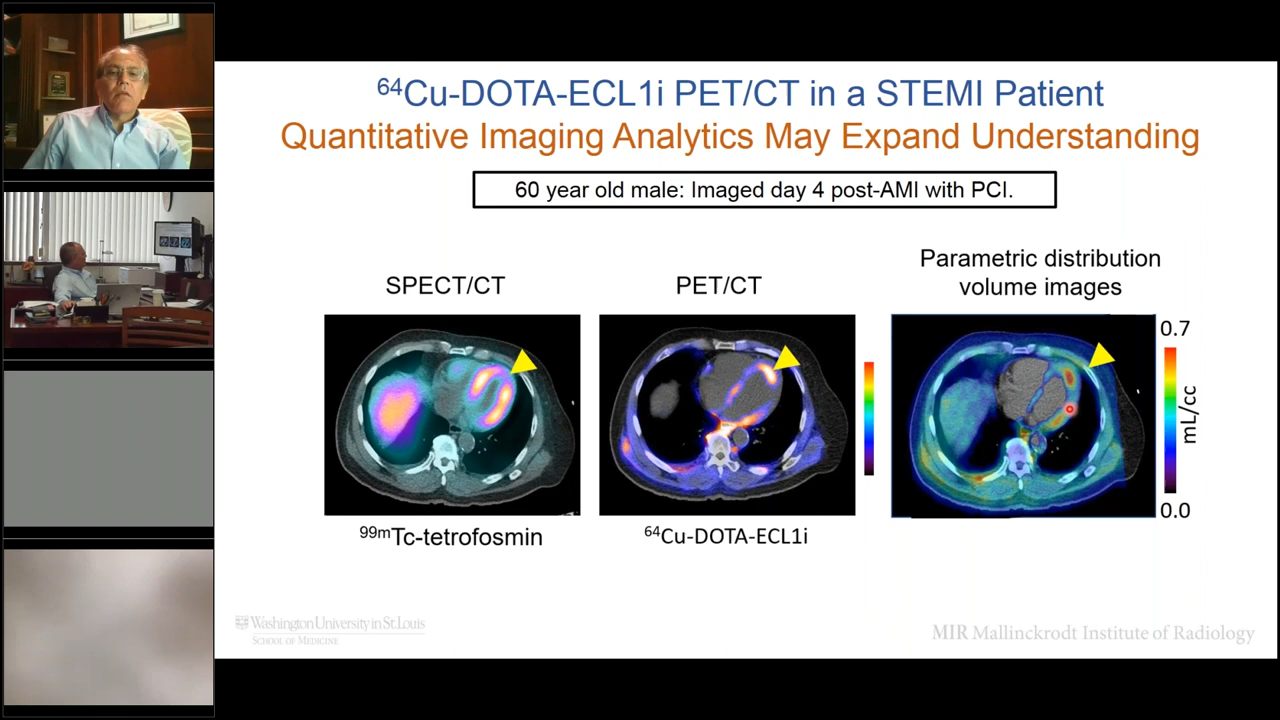 ⁶⁴Cu-DOTA-ECL1i PET/CT in a STEMI Patient
Quantitative Imaging Analytics May Expand Understanding
60 year old male: Imaged day 4 post-AMI with PCI.
SPECT/CT
PET/CT
Parametric distribution
volume images
0.7
mL/cc
0.0
⁹⁹ᵐTc-tetrofosmin
⁶⁴Cu-DOTA-ECL1i
Washington University in St. Louis
SCHOOL OF MEDICINE
MIR Mallinckrodt Institute of Radiology